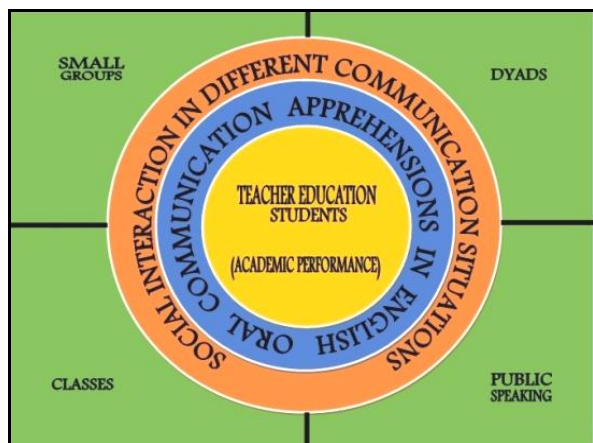 SMALL
GROUPS
DYADS
SOCIAL INTERACTION IN DIFFERENT COMMUNICATION SITUATIONS
ORAL COMMUNICATION APPREHENSIONS IN ENGLISH
TEACHER EDUCATION
STUDENTS
(ACADEMIC PERFORMANCE)
CLASSES
PUBLIC
SPEAKING